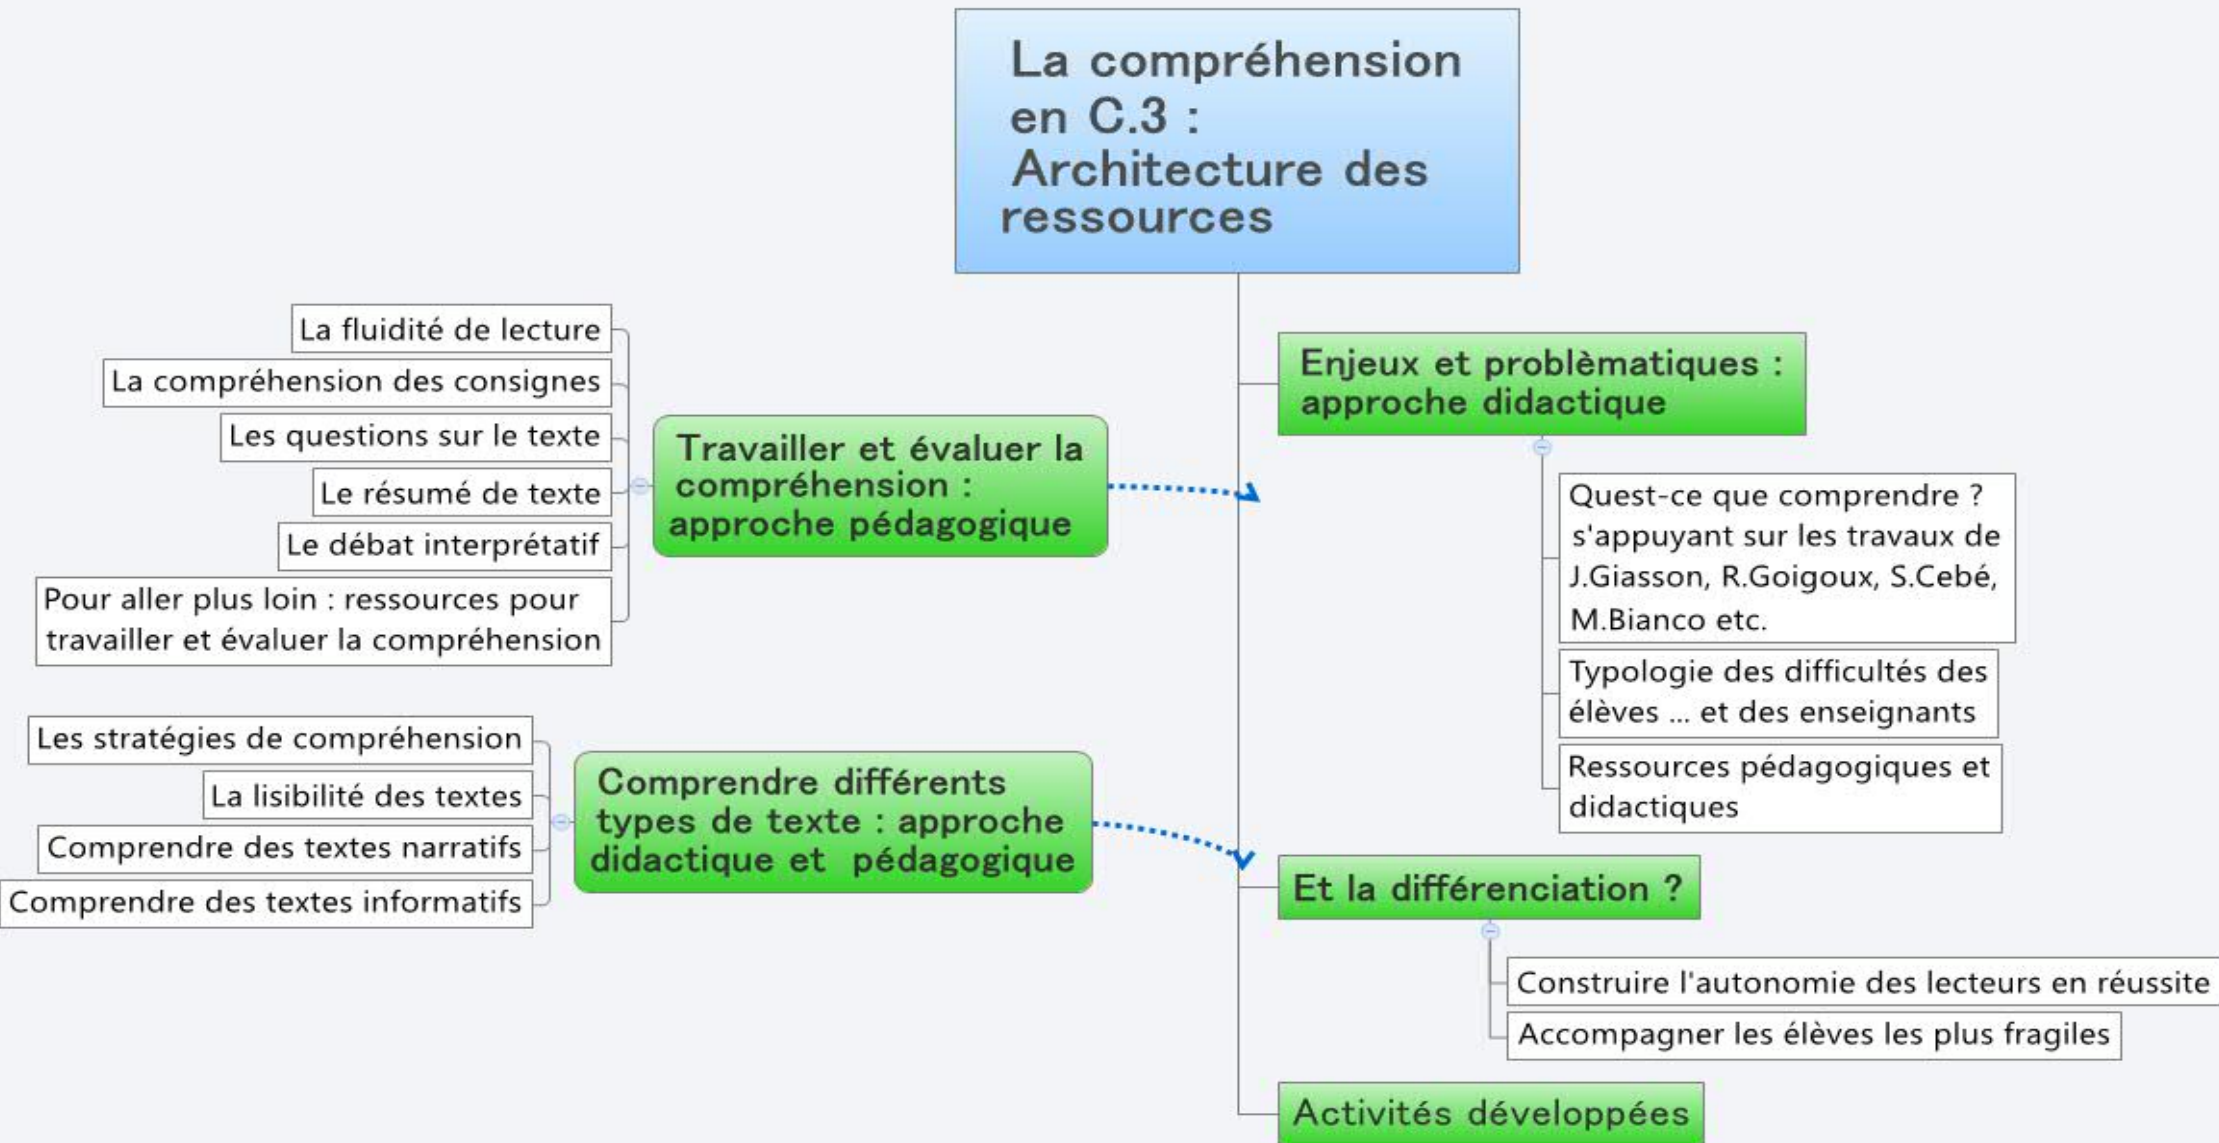 La compréhension
en C.3 :
Architecture des
ressources
La fluidité de lecture
La compréhension des consignes
Les questions sur le texte
Le résumé de texte
Le débat interprétatif
Pour aller plus loin : ressources pour
travailler et évaluer la compréhension
Travailler et évaluer la
compréhension :
approche pédagogique
Les stratégies de compréhension
La lisibilité des textes
Comprendre des textes narratifs
Comprendre des textes informatifs
Comprendre différents
types de texte : approche
didactique et pédagogique
Enjeux et problèmatiques :
approche didactique
Quest-ce que comprendre ?
s'appuyant sur les travaux de
J.Giasson, R.Goigoux, S.Cebé,
M.Bianco etc.
Typologie des difficultés des
élèves ... et des enseignants
Ressources pédagogiques et
didactiques
Et la différenciation ?
Construire l'autonomie des lecteurs en réussite
Accompagner les élèves les plus fragiles
Activités développées